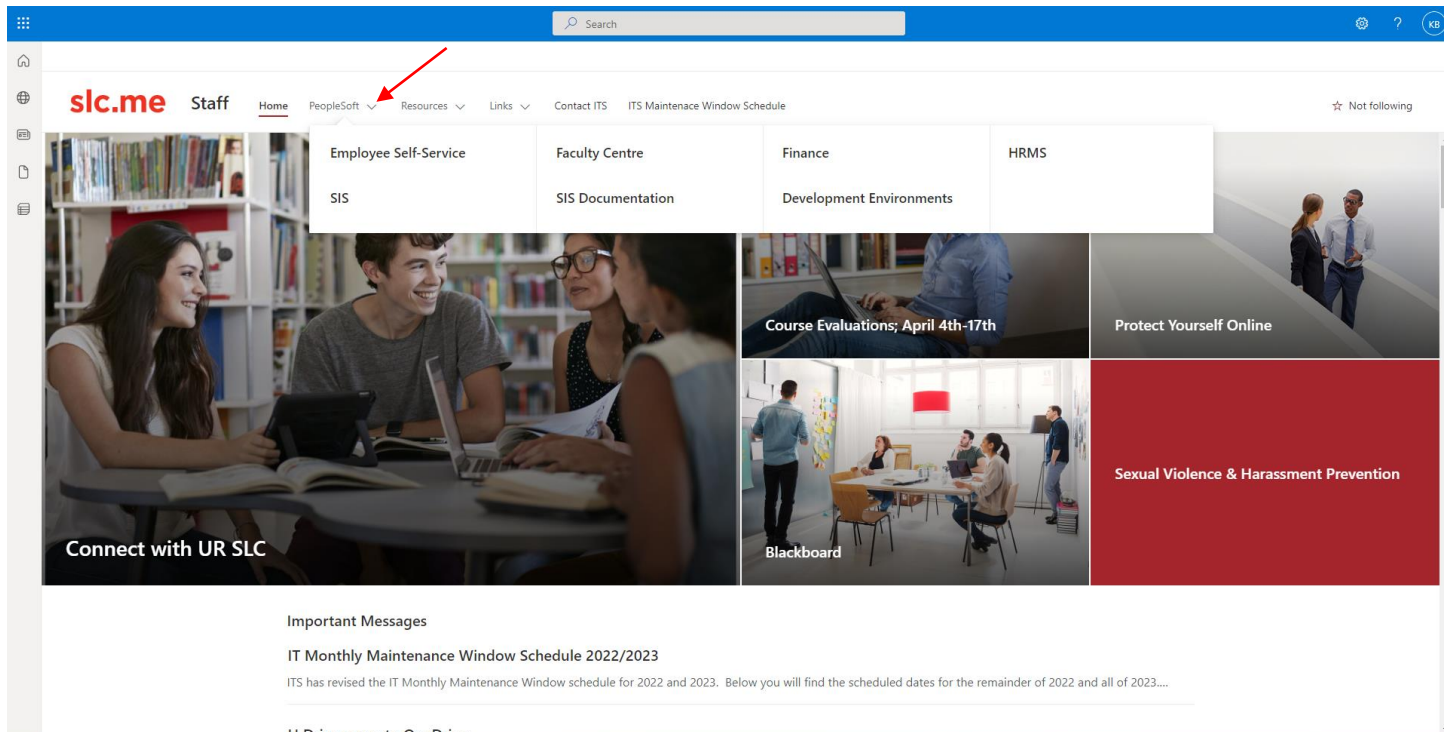 Search
?
KB
slc.me Staff Home PeopleSoft Resources Links Contact ITS ITS Maintenace Window Schedule Not following
Employee Self-Service Faculty Centre Finance HRMS
SIS SIS Documentation Development Environments
Course Evaluations; April 4th-17th
Protect Yourself Online
Connect with UR SLC
Blackboard
Sexual Violence & Harassment Prevention
Important Messages
IT Monthly Maintenance Window Schedule 2022/2023
ITS has revised the IT Monthly Maintenance Window schedule for 2022 and 2023. Below you will find the scheduled dates for the remainder of 2022 and all of 2023....